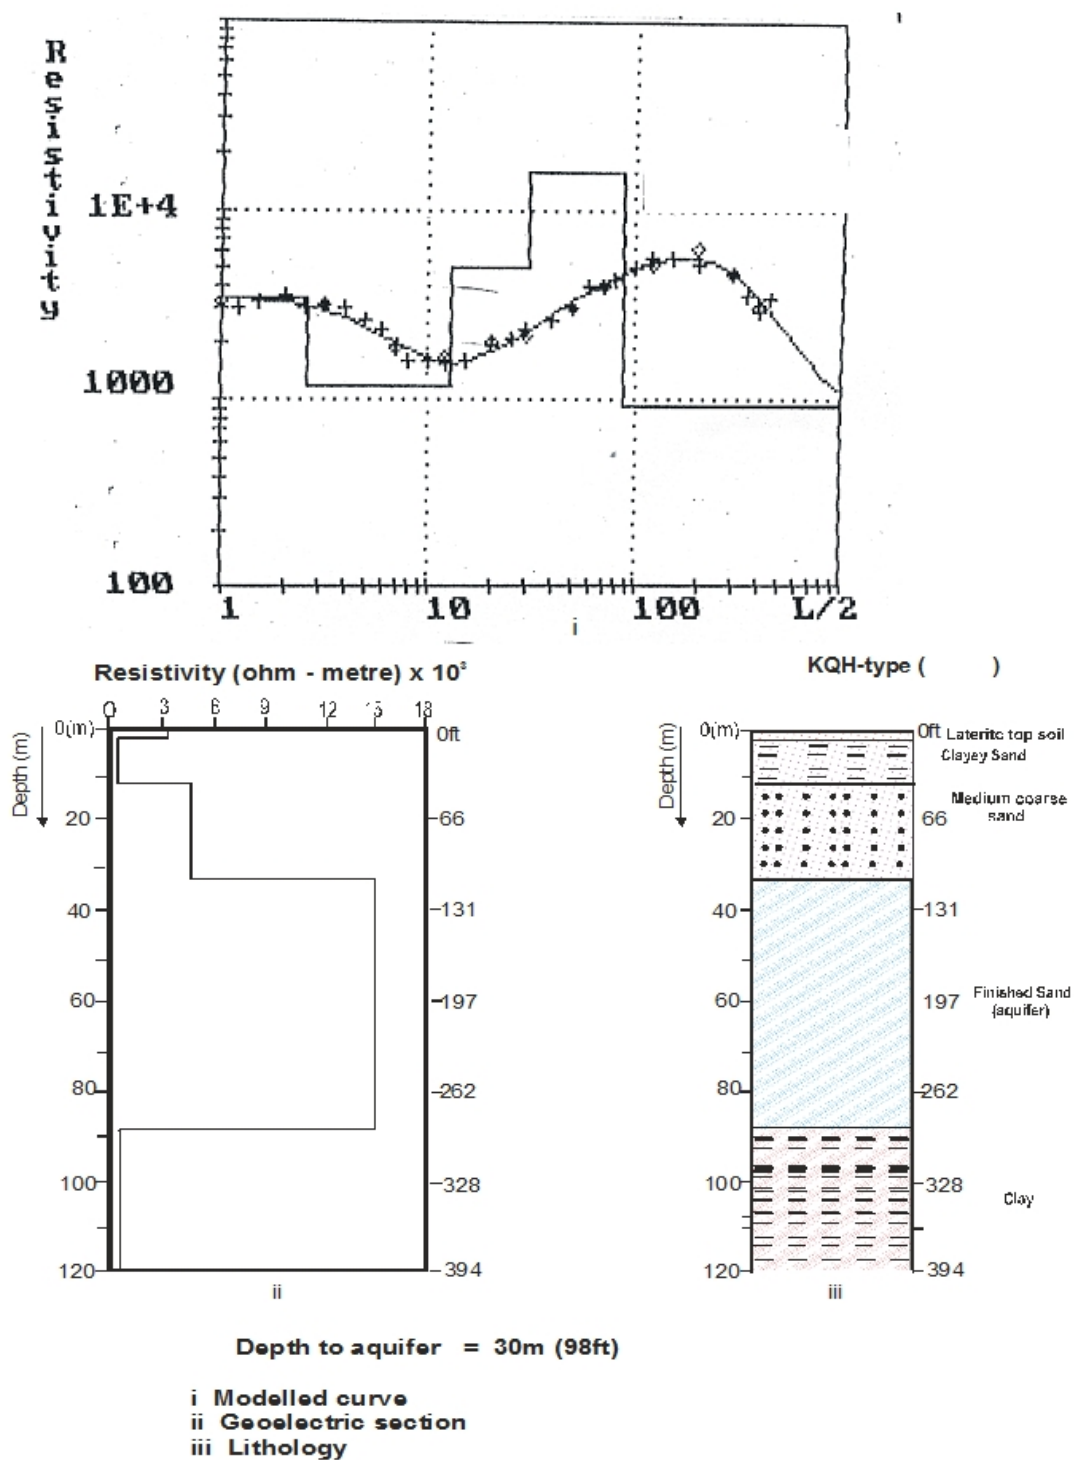 Resistivity
1E+4
1000
100
1 10 100 L/2
i
Resistivity (ohm - metre) x 10³
0 3 6 9 12 15 18
Depth (m)
0(m)
20
40
60
80
100
120
0ft
66
131
197
262
328
394
ii
KQH-type ( )
Depth (m)
0(m)
20
40
60
80
100
120
0ft
66
131
197
262
328
394
Lateritc top soil
Clayey Sand
Medium coarse
sand
Finished Sand
(aquifer)
Clay
iii
Depth to aquifer = 30m (98ft)
i Modelled curve
ii Geoelectric section
iii Lithology